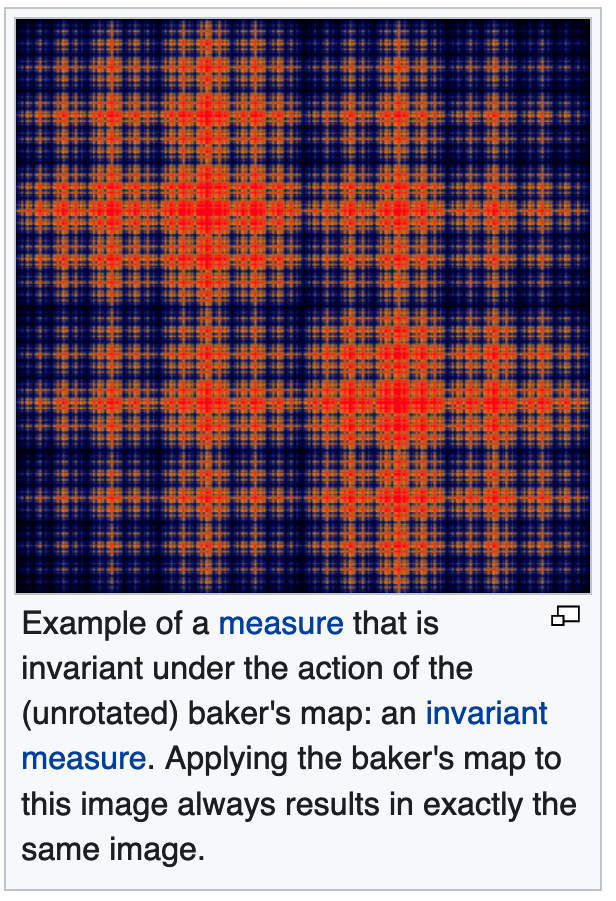 Example of a measure that is
invariant under the action of the
(unrotated) baker's map: an invariant
measure. Applying the baker's map to
this image always results in exactly the
same image.